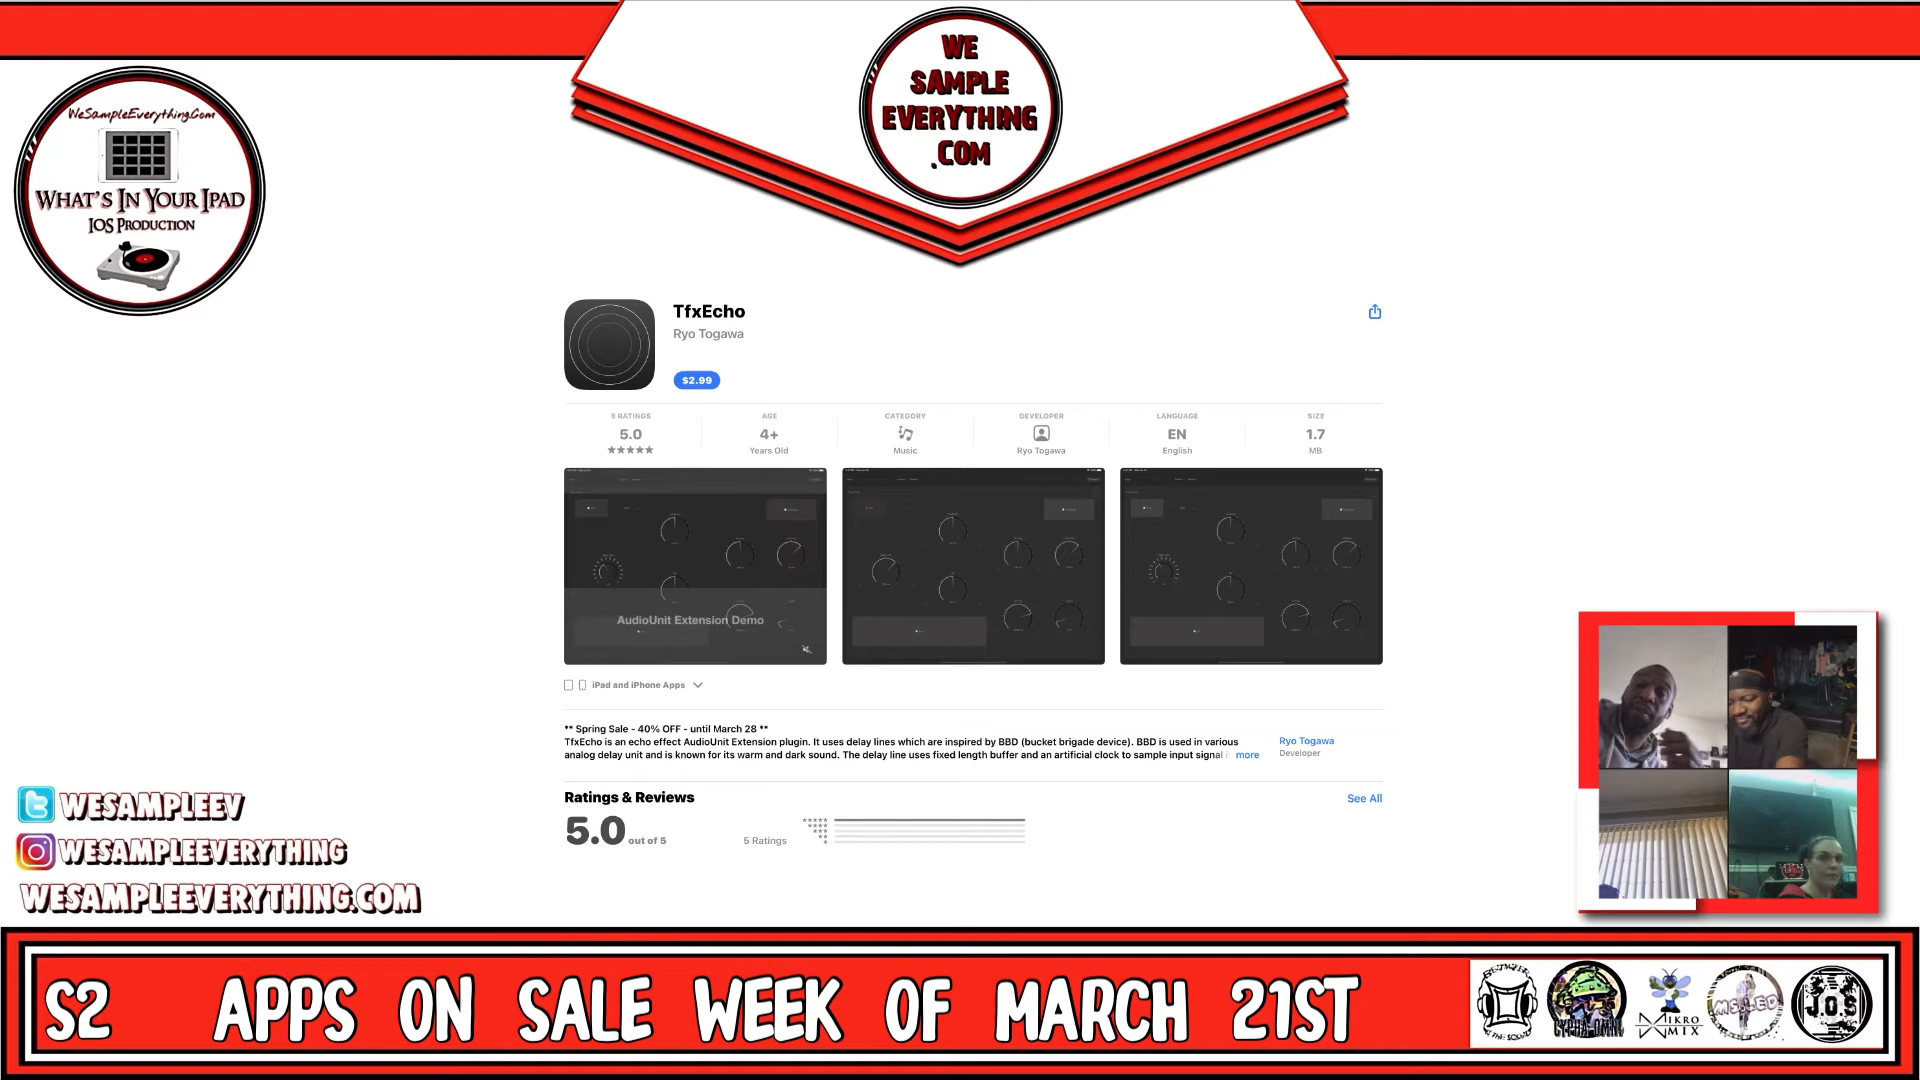 WE
SAMPLE
EVERYTHING
.COM
WeSampleEverything.Com
WHAT'S IN YOUR IPAD
IOS PRODUCTION
TfxEcho
Ryo Togawa
$2.99
5 RATINGS
5.0
★★★★★
AGE
4+
Years Old
CATEGORY
Music
DEVELOPER
Ryo Togawa
LANGUAGE
EN
English
SIZE
1.7
MB
AudioUnit Extension Demo
iPad and iPhone Apps
** Spring Sale - 40% OFF - until March 28 **
TfxEcho is an echo effect AudioUnit Extension plugin. It uses delay lines which are inspired by BBD (bucket brigade device). BBD is used in various
analog delay unit and is known for its warm and dark sound. The delay line uses fixed length buffer and an artificial clock to sample input signal more
Ryo Togawa
Developer
Ratings & Reviews
See All
5.0 out of 5
5 Ratings
WESAMPLEEV
WESAMPLEEVERYTHING
WESAMPLEEVERYTHING.COM
S2 APPS ON SALE WEEK OF MARCH 21ST
CYPHA OMNI
MIKRO
MIX
MS.LEO
J.O.S